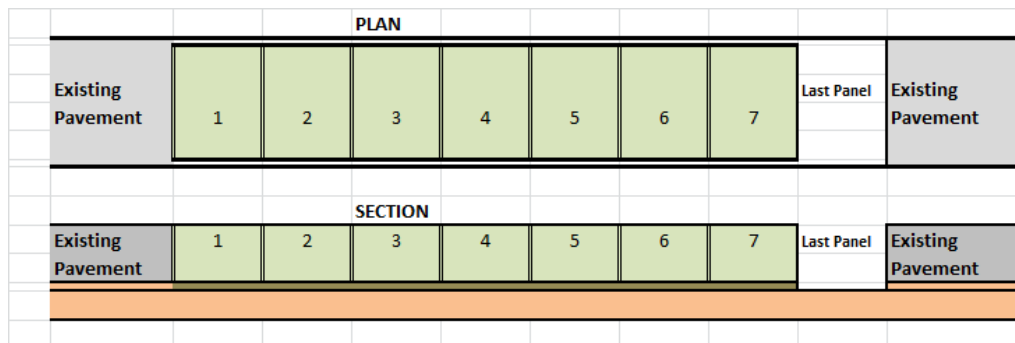 PLAN
Existing
Pavement
1 2 3 4 5 6 7
Last Panel
Existing
Pavement
SECTION
Existing
Pavement
1 2 3 4 5 6 7
Last Panel
Existing
Pavement